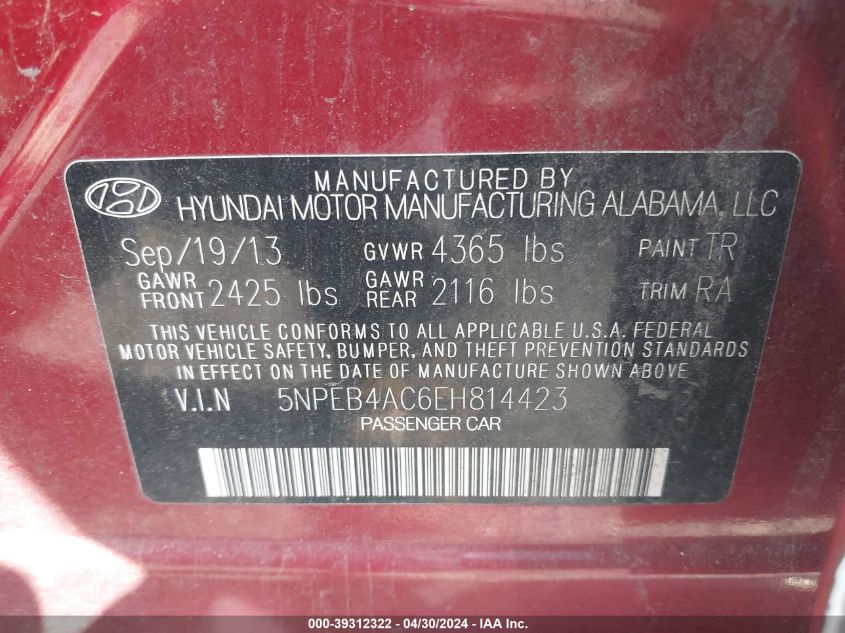 MANUFACTURED BY
HYUNDAI MOTOR MANUFACTURING ALABAMA, LLC
Sep/19/13 GVWR 4365 lbs PAINT TR
GAWR FRONT 2425 lbs GAWR REAR 2116 lbs TRIM RA
THIS VEHICLE CONFORMS TO ALL APPLICABLE U.S.A. FEDERAL
MOTOR VEHICLE SAFETY, BUMPER, AND THEFT PREVENTION STANDARDS
IN EFFECT ON THE DATE OF MANUFACTURE SHOWN ABOVE
V.I.N 5NPEB4AC6EH814423
PASSENGER CAR
000-39312322 - 04/30/2024 - IAA Inc.